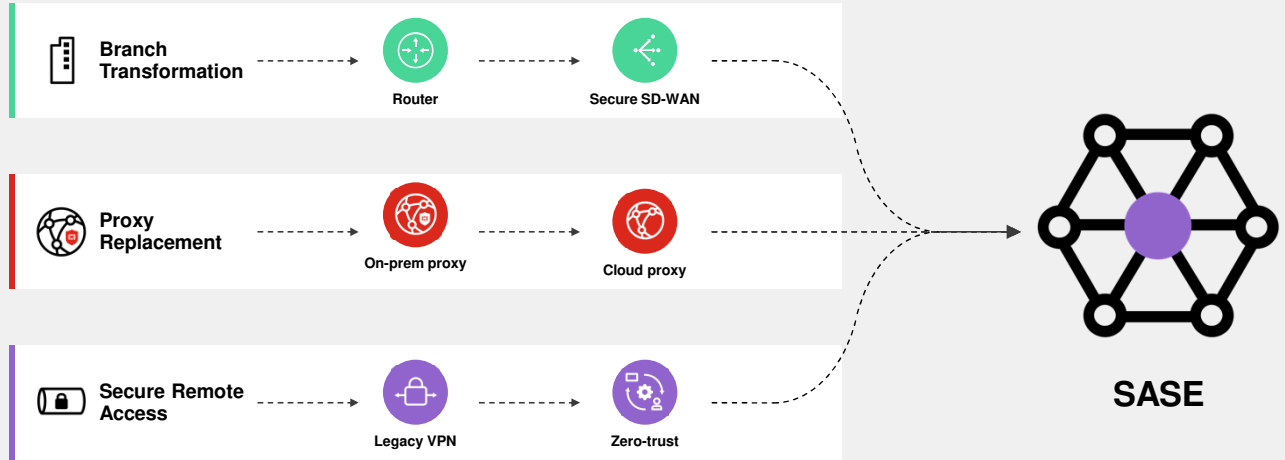 Branch
Transformation
Router
Secure SD-WAN
Proxy
Replacement
On-prem proxy
Cloud proxy
Secure Remote
Access
Legacy VPN
Zero-trust
SASE